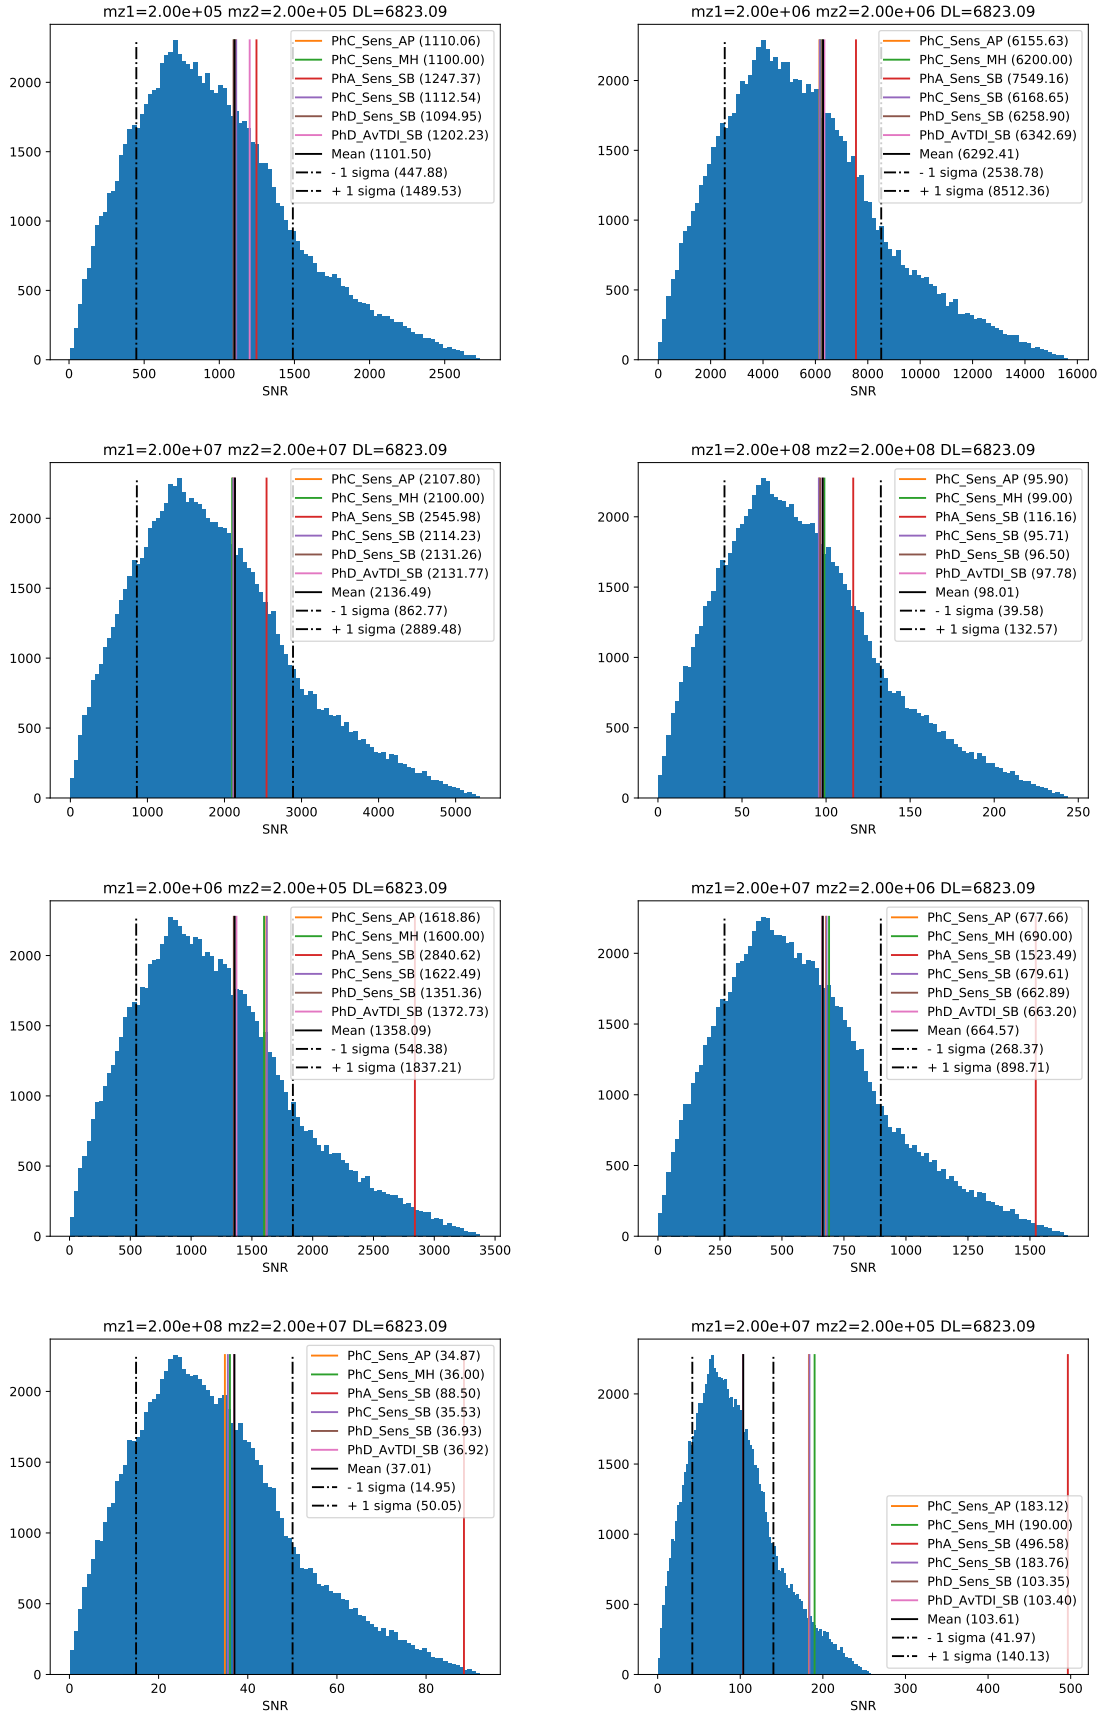 mz1=2.00e+05 mz2=2.00e+05 DL=6823.09
PhC_Sens_AP (1110.06)
PhC_Sens_MH (1100.00)
PhA_Sens_SB (1247.37)
PhC_Sens_SB (1112.54)
PhD_Sens_SB (1094.95)
PhD_AvTDI_SB (1202.23)
Mean (1101.50)
- 1 sigma (447.88)
+ 1 sigma (1489.53)
2000
1500
1000
500
0
0 500 1000 1500 2000 2500
SNR
mz1=2.00e+06 mz2=2.00e+06 DL=6823.09
PhC_Sens_AP (6155.63)
PhC_Sens_MH (6200.00)
PhA_Sens_SB (7549.16)
PhC_Sens_SB (6168.65)
PhD_Sens_SB (6258.90)
PhD_AvTDI_SB (6342.69)
Mean (6292.41)
- 1 sigma (2538.78)
+ 1 sigma (8512.36)
2000
1500
1000
500
0
0 2000 4000 6000 8000 10000 12000 14000 16000
SNR
mz1=2.00e+07 mz2=2.00e+07 DL=6823.09
PhC_Sens_AP (2107.80)
PhC_Sens_MH (2100.00)
PhA_Sens_SB (2545.98)
PhC_Sens_SB (2114.23)
PhD_Sens_SB (2131.26)
PhD_AvTDI_SB (2131.77)
Mean (2136.49)
- 1 sigma (862.77)
+ 1 sigma (2889.48)
2000
1500
1000
500
0
0 1000 2000 3000 4000 5000
SNR
mz1=2.00e+08 mz2=2.00e+08 DL=6823.09
PhC_Sens_AP (95.90)
PhC_Sens_MH (99.00)
PhA_Sens_SB (116.16)
PhC_Sens_SB (95.71)
PhD_Sens_SB (96.50)
PhD_AvTDI_SB (97.78)
Mean (98.01)
- 1 sigma (39.58)
+ 1 sigma (132.57)
2000
1500
1000
500
0
0 50 100 150 200 250
SNR
mz1=2.00e+06 mz2=2.00e+05 DL=6823.09
PhC_Sens_AP (1618.86)
PhC_Sens_MH (1600.00)
PhA_Sens_SB (2840.62)
PhC_Sens_SB (1622.49)
PhD_Sens_SB (1351.36)
PhD_AvTDI_SB (1372.73)
Mean (1358.09)
- 1 sigma (548.38)
+ 1 sigma (1837.21)
2000
1500
1000
500
0
0 500 1000 1500 2000 2500 3000 3500
SNR
mz1=2.00e+07 mz2=2.00e+06 DL=6823.09
PhC_Sens_AP (677.66)
PhC_Sens_MH (690.00)
PhA_Sens_SB (1523.49)
PhC_Sens_SB (679.61)
PhD_Sens_SB (662.89)
PhD_AvTDI_SB (663.20)
Mean (664.57)
- 1 sigma (268.37)
+ 1 sigma (898.71)
2000
1500
1000
500
0
0 250 500 750 1000 1250 1500
SNR
mz1=2.00e+08 mz2=2.00e+07 DL=6823.09
PhC_Sens_AP (34.87)
PhC_Sens_MH (36.00)
PhA_Sens_SB (88.50)
PhC_Sens_SB (35.53)
PhD_Sens_SB (36.93)
PhD_AvTDI_SB (36.92)
Mean (37.01)
- 1 sigma (14.95)
+ 1 sigma (50.05)
2000
1500
1000
500
0
0 20 40 60 80
SNR
mz1=2.00e+07 mz2=2.00e+05 DL=6823.09
PhC_Sens_AP (183.12)
PhC_Sens_MH (190.00)
PhA_Sens_SB (496.58)
PhC_Sens_SB (183.76)
PhD_Sens_SB (103.35)
PhD_AvTDI_SB (103.40)
Mean (103.61)
- 1 sigma (41.97)
+ 1 sigma (140.13)
2000
1500
1000
500
0
0 100 200 300 400 500
SNR